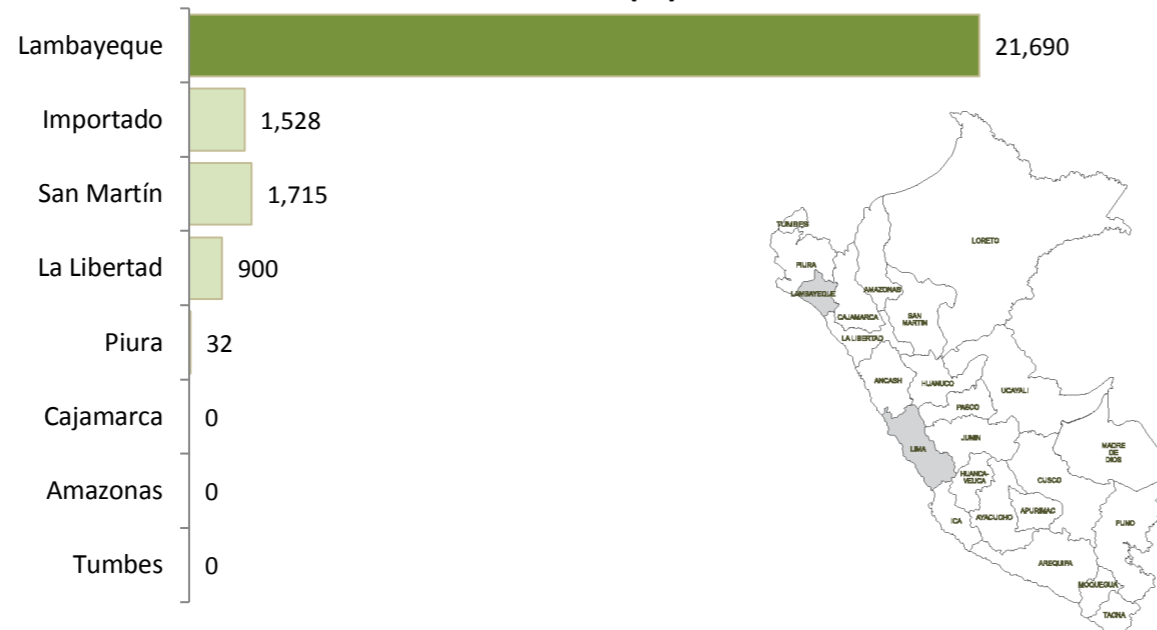 Lambayeque 21,690
Importado 1,528
San Martín 1,715
La Libertad 900
Piura 32
Cajamarca 0
Amazonas 0
Tumbes 0
TUMBES
LORETO
PIURA
AMAZONAS
LAMBAYEQUE
CAJAMARCA
SAN
MARTIN
LA LIBERTAD
ANCASH
HUANUCO
UCAYALI
PASCO
JUNIN
LIMA
MADRE
DE
DIOS
HUANCA-
VELICA
CUSCO
ICA
AYACUCHO
APURIMAC
PUNO
AREQUIPA
MOQUEGUA
TACNA